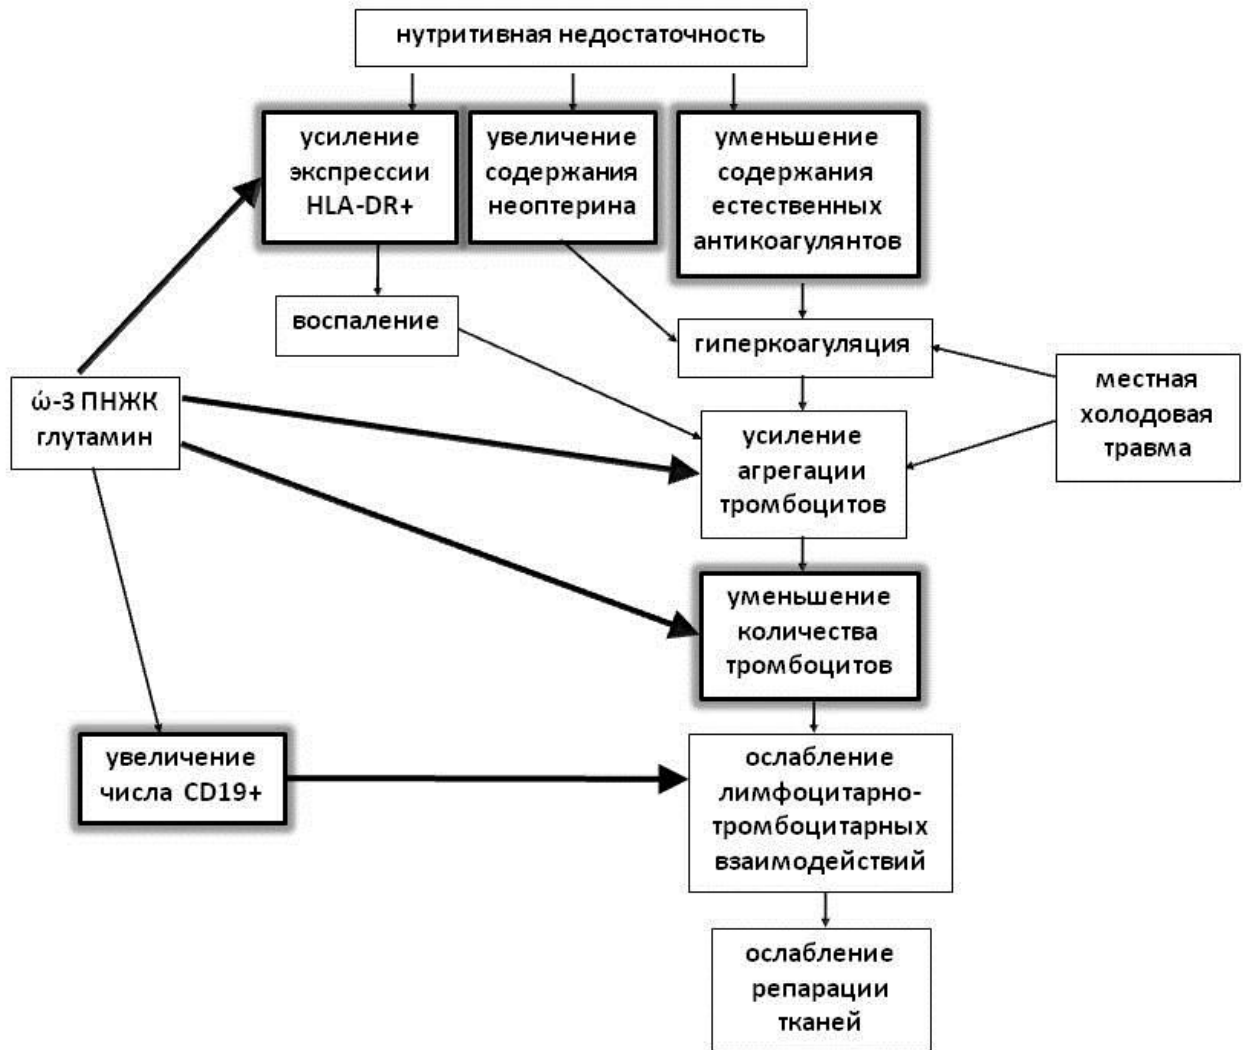 нутритивная недостаточность
усиление
экспрессии
HLA-DR+
увеличение
содержания
неоптерина
уменьшение
содержания
естественных
антикоагулянтов
воспаление
гиперкоагуляция
местная
холодовая
травма
ώ-3 ПНЖК
глутамин
усиление
агрегации
тромбоцитов
уменьшение
количества
тромбоцитов
увеличение
числа CD19+
ослабление
лимфоцитарно-
тромбоцитарных
взаимодействий
ослабление
репарации
тканей